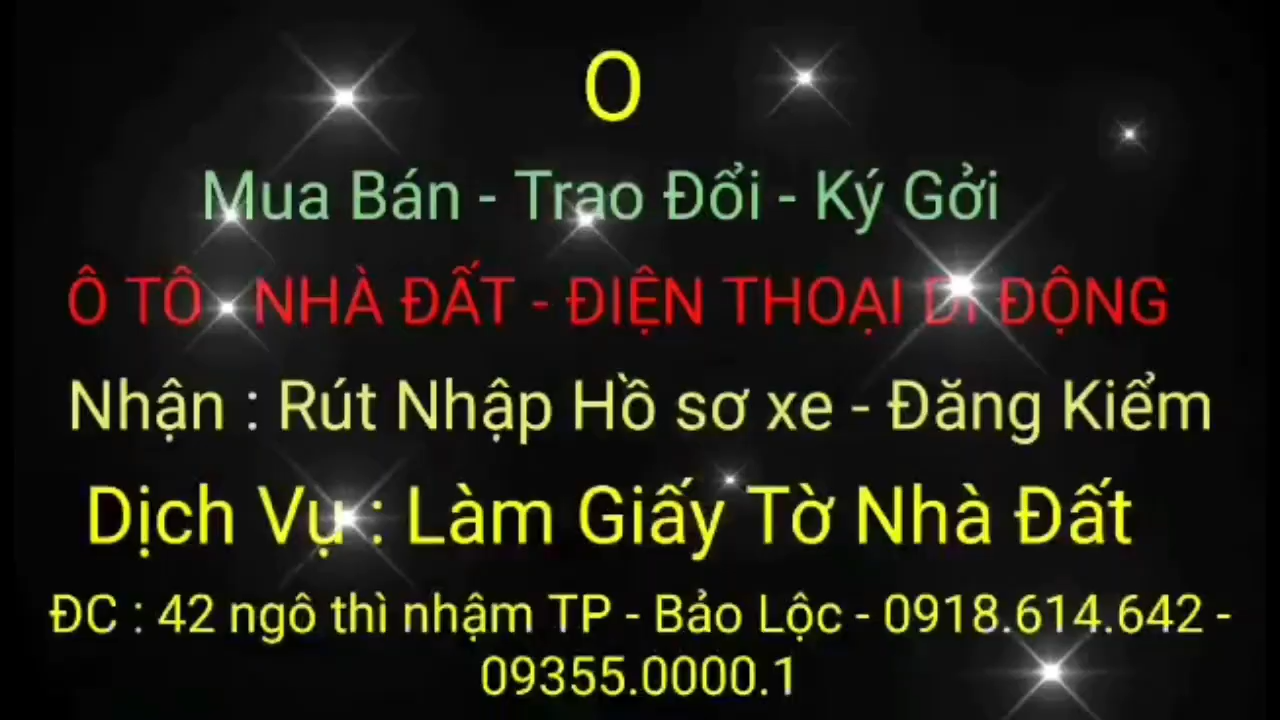 O
Mua Bán - Trao Đổi - Ký Gởi
Ô TÔ - NHÀ ĐẤT - ĐIỆN THOẠI DI ĐỘNG
Nhận : Rút Nhập Hồ sơ xe - Đăng Kiểm
Dịch Vụ : Làm Giấy Tờ Nhà Đất
ĐC : 42 ngô thì nhậm TP - Bảo Lộc - 0918.614.642 -
09355.0000.1